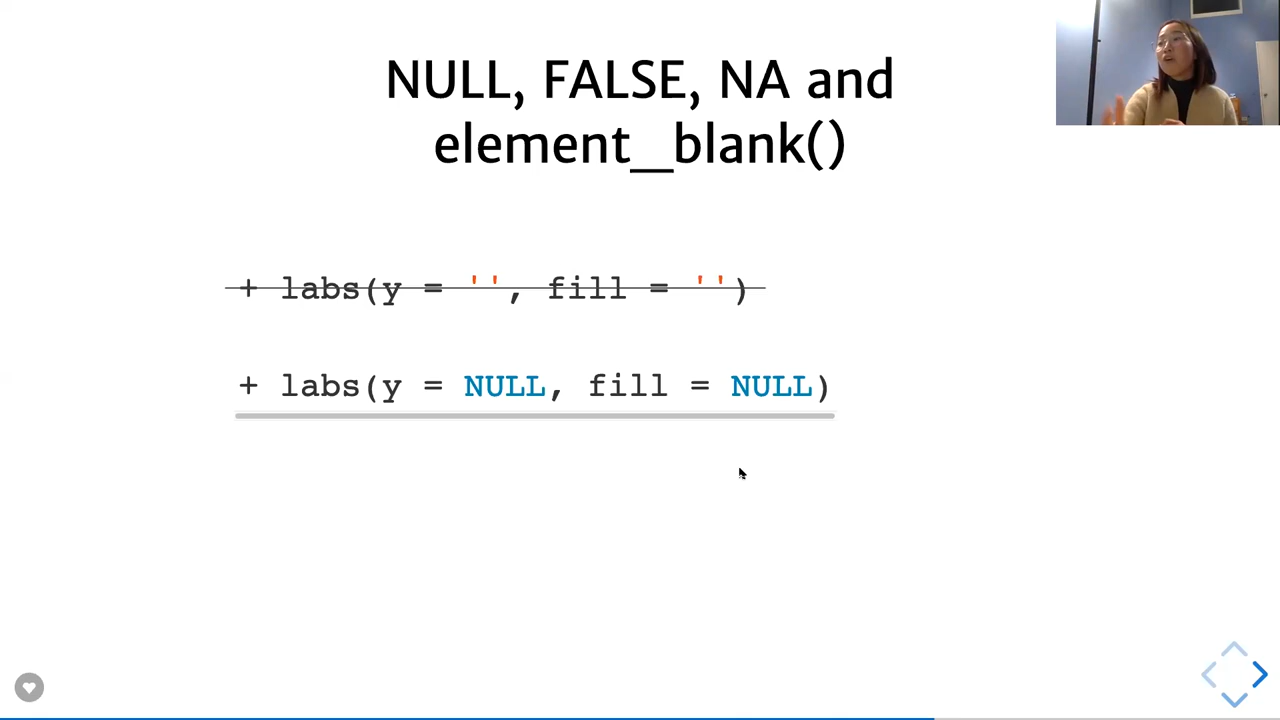 NULL, FALSE, NA and
element_blank()
+ labs(y = '', fill = '')
+ labs(y = NULL, fill = NULL)